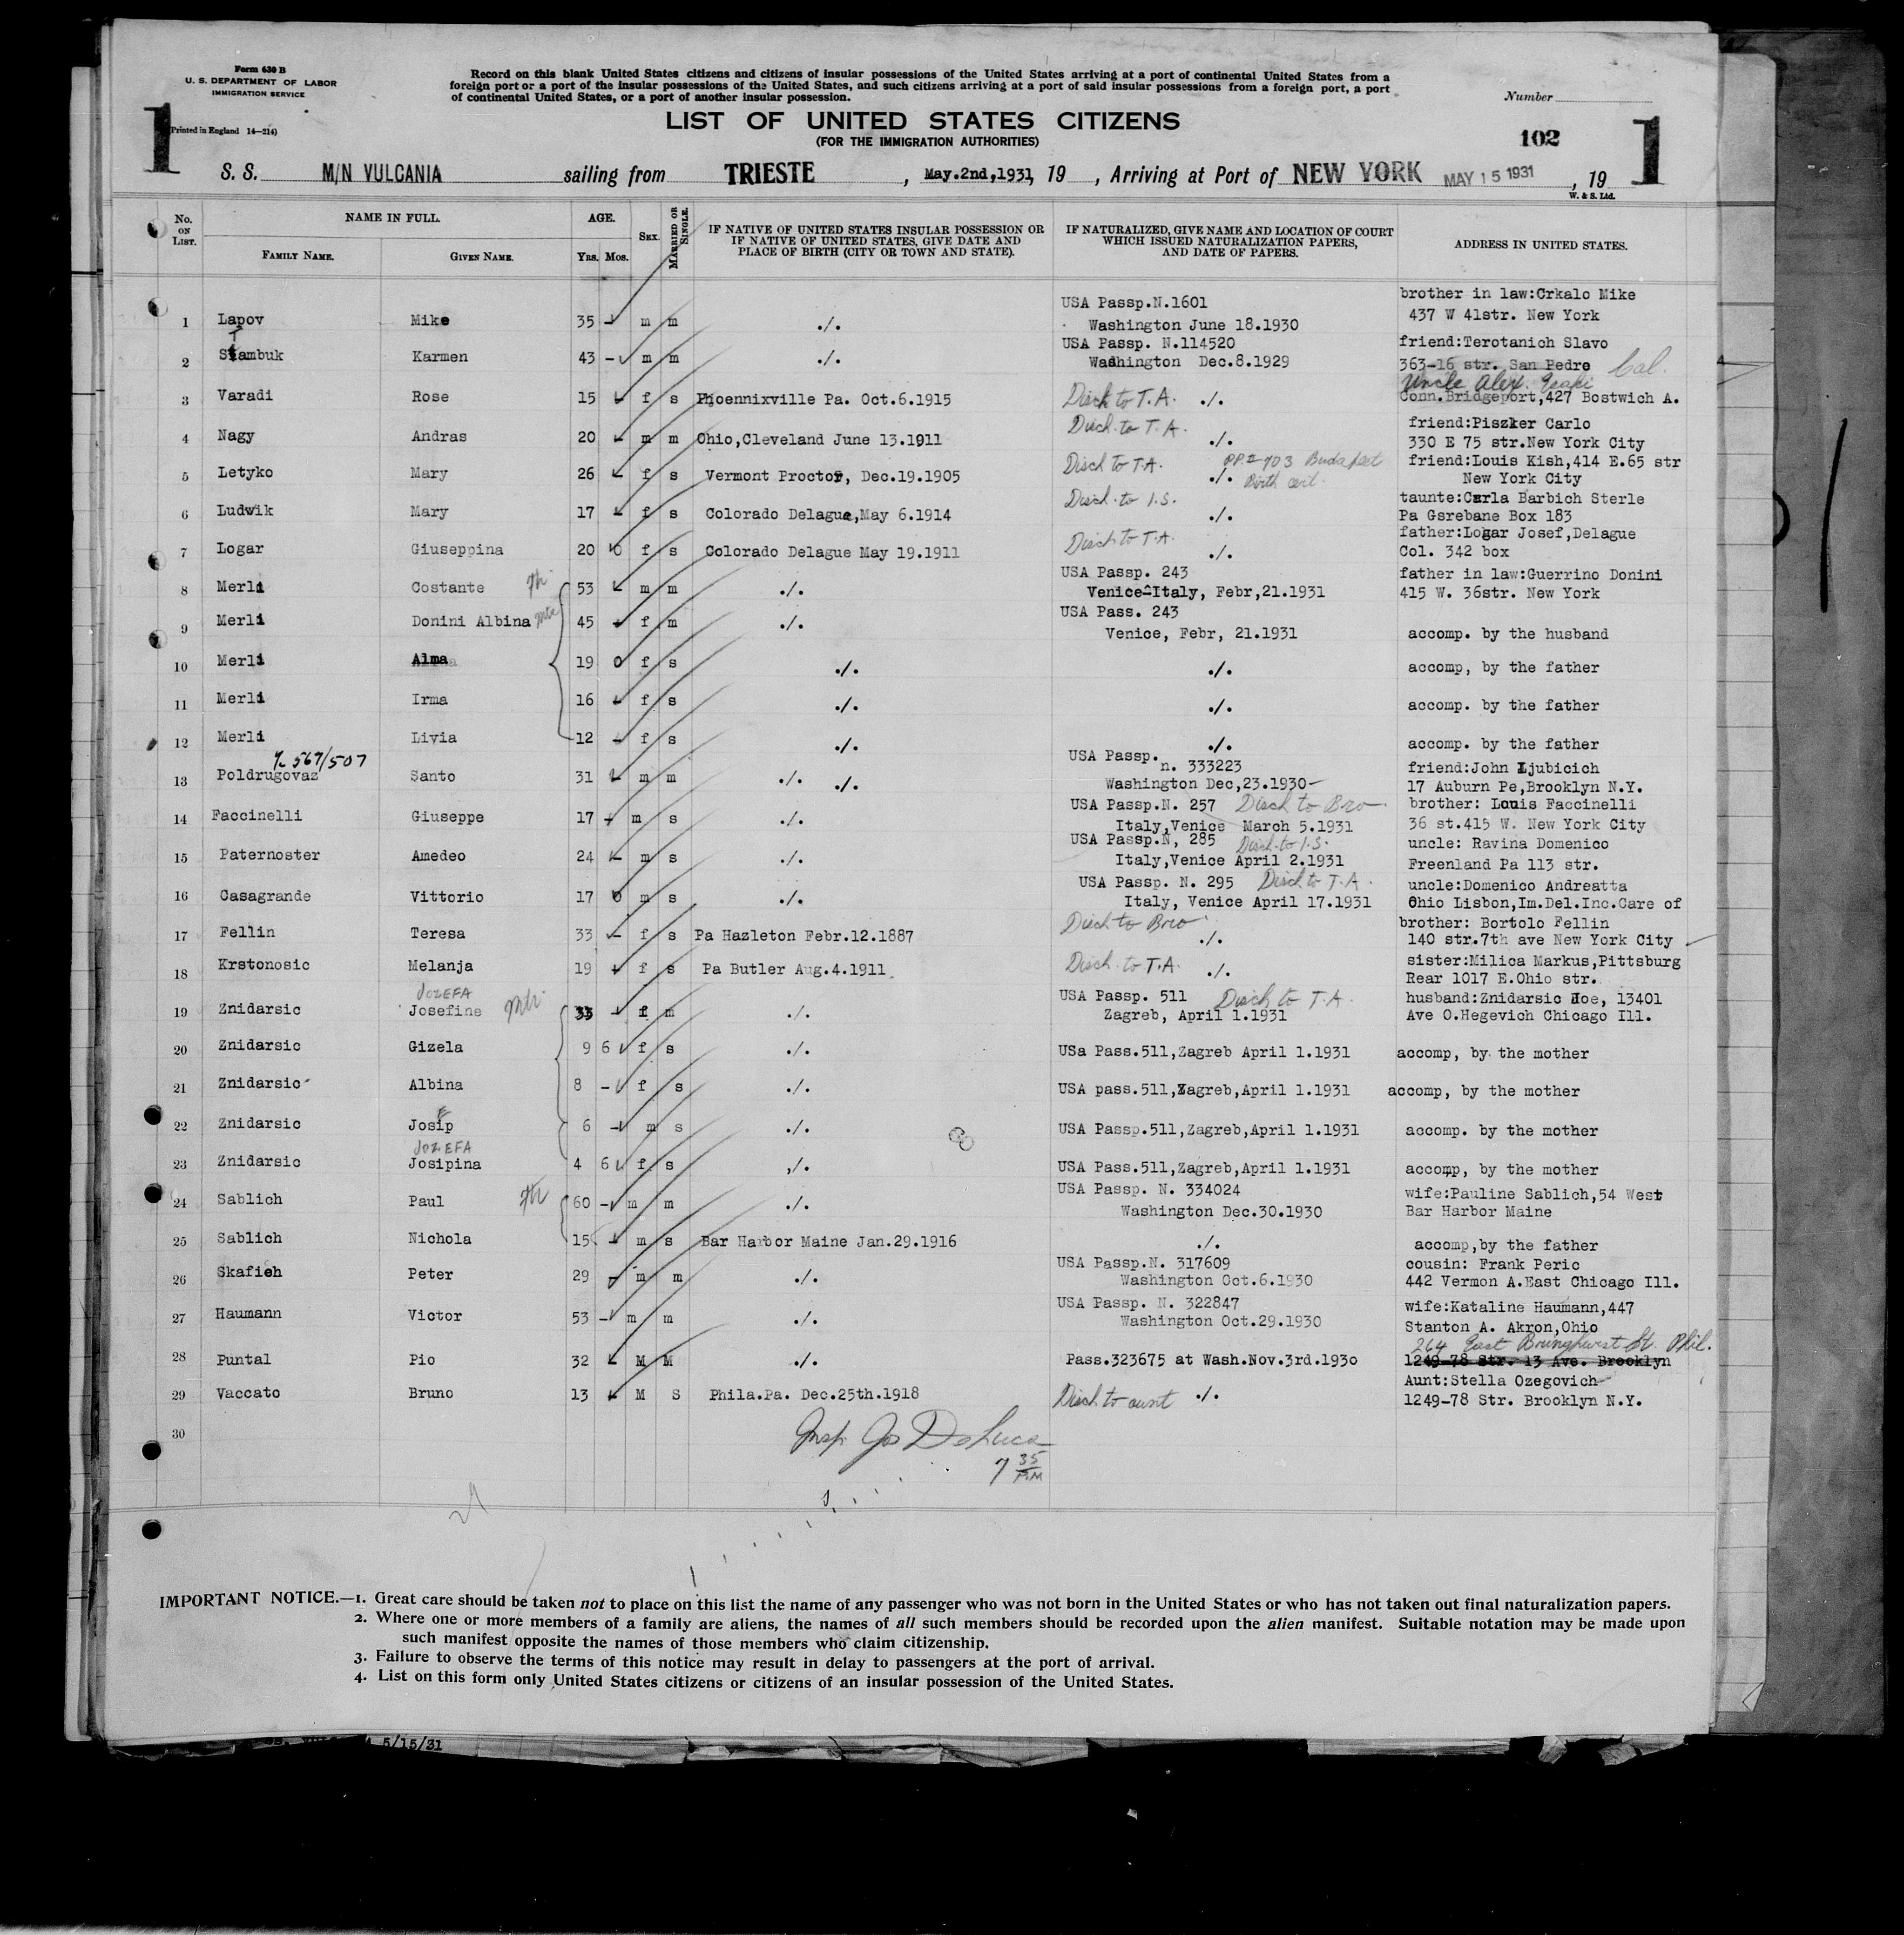 Form 630 B
U. S. DEPARTMENT OF LABOR
IMMIGRATION SERVICE
(Printed in England 14—214)
1
Record on this blank United States citizens and citizens of insular possessions of the United States arriving at a port of continental United States from a
foreign port or a port of the insular possessions of the United States, and such citizens arriving at a port of said insular possessions from a foreign port, a port
of continental United States, or a port of another insular possession.
Number
LIST OF UNITED STATES CITIZENS
(FOR THE IMMIGRATION AUTHORITIES)
102
1
S. S. M/N VULCANIA sailing from TRIESTE , May.2nd,1931, 19 , Arriving at Port of NEW YORK MAY 15 1931 , 19
W. & S. Ltd.
No. ON LIST. NAME IN FULL. FAMILY NAME. GIVEN NAME. AGE. YRS. MOS. SEX. MARRIED OR SINGLE. IF NATIVE OF UNITED STATES INSULAR POSSESSION OR IF NATIVE OF UNITED STATES, GIVE DATE AND PLACE OF BIRTH (CITY OR TOWN AND STATE). IF NATURALIZED, GIVE NAME AND LOCATION OF COURT WHICH ISSUED NATURALIZATION PAPERS, AND DATE OF PAPERS. ADDRESS IN UNITED STATES.
USA Passp.N.1601 brother in law:Crkalo Mike
1 Lapov Mike 35 - m m ./. Washington June 18.1930 437 W 41str. New York
USA Passp. N.114520 friend:Terotanich Slavo
2 Stambuk Karmen 43 - m m ./. Washington Dec.8.1929 363-16 str. San Pedro Cal.
Uncle Alex.
3 Varadi Rose 15 - f s Phoennixville Pa. Oct.6.1915 Disch to T.A. ./. Conn.Bridgeport,427 Bostwich A.
Disch. to T.A. friend:Piszker Carlo
4 Nagy Andras 20 - m m Ohio,Cleveland June 13.1911 ./. 330 E 75 str.New York City
Disch to T.A. PP.# 703 Budapest friend:Louis Kish,414 E.65 str
5 Letyko Mary 26 - f s Vermont Proctor, Dec.19.1905 ./. Birth cert. New York City
Disch. to I.S. taunte:Carla Barbich Sterle
6 Ludwik Mary 17 - f s Colorado Delague,May 6.1914 ./. Pa Gsrebane Box 183
Disch to T.A. father:Logar Josef,Delague
7 Logar Giuseppina 20 0 f s Colorado Delague May 19.1911 ./. Col. 342 box
USA Passp. 243 father in law:Guerrino Donini
8 Merli Costante 53 - m m ./. Venice-Italy, Febr,21.1931 415 W. 36str. New York
USA Pass. 243
9 Merli Donini Albina 45 - f m ./. Venice, Febr, 21.1931 accomp. by the husband
10 Merli Alma 19 0 f s ./. ./. accomp, by the father
11 Merli Irma 16 - f s ./. ./. accomp. by the father
12 Merli Livia 12 - f s ./. ./. accomp. by the father
567/507 USA Passp. n. 333223 friend:John Ljubicich
13 Poldrugovaz Santo 31 - m m ./. ./. Washington Dec,23.1930- 17 Auburn Pe,Brooklyn N.Y.
USA Passp.N. 257 Disch to Bro brother: Louis Faccinelli
14 Faccinelli Giuseppe 17 - m s ./. Italy,Venice March 5.1931 36 st.415 W. New York City
USA Passp.N, 285 Disch. to I.S. uncle: Ravina Domenico
15 Paternoster Amedeo 24 - m s ./. Italy,Venice April 2.1931 Freenland Pa 113 str.
USA Passp. N. 295 Disch to T.A. uncle:Domenico Andreatta
16 Casagrande Vittorio 17 0 m s ./. Italy, Venice April 17.1931 Ohio Lisbon,Im.Del.Inc.Care of
Disch to Bro brother: Bortolo Fellin
17 Fellin Teresa 33 - f s Pa Hazleton Febr.12.1887 ./. 140 str.7th ave New York City
sister:Milica Markus,Pittsburg
18 Krstonosic Melanja 19 - f s Pa Butler Aug.4.1911. Disch. to T.A. ./. Rear 1017 E.Ohio str.
JOZEFA USA Passp. 511 Disch to T.A. husband:Znidarsic Joe, 13401
19 Znidarsic Josefine 33 - f m ./. Zagreb, April 1.1931 Ave O.Hegevich Chicago Ill.
20 Znidarsic Gizela 9 6 f s ./. USa Pass.511,Zagreb April 1.1931 accomp, by the mother
21 Znidarsic Albina 8 - f s ./. USA pass.511,Zagreb,April 1.1931 accomp, by the mother
22 Znidarsic Josip 6 - m s ./. USA Passp.511,Zagreb,April 1.1931 accomp. by the mother
JOZEFA
23 Znidarsic Josipina 4 6 f s ,/. USA Pass.511,Zagreb,April 1.1931 accomp, by the mother
USA Passp. N. 334024 wife:Pauline Sablich,54 West
24 Sablich Paul 60 - m m ./. Washington Dec.30.1930 Bar Harbor Maine
25 Sablich Nichola 15 - m s Bar Harbor Maine Jan.29.1916 ./. accomp,by the father
USA Passp.N. 317609 cousin: Frank Peric
26 Skafich Peter 29 - m m ./. Washington Oct.6.1930 442 Vermon A.East Chicago Ill.
USA Passp. N. 322847 wife:Kataline Haumann,447
27 Haumann Victor 53 - m m ./. Washington Oct.29.1930 Stanton A. Akron,Ohio
264 East Bringhurst St. Phil.
28 Puntal Pio 32 - M M ./. Pass.323675 at Wash.Nov.3rd.1930 1249-78 Str. 13 Ave. Brooklyn
Aunt:Stella Ozegovich
29 Vaccato Bruno 13 - M S Phila.Pa. Dec.25th.1918 Disch to aunt ./. 1249-78 Str. Brooklyn N.Y.
30
Insp. Jos DeLuca
7 35 P.M
IMPORTANT NOTICE.—1. Great care should be taken not to place on this list the name of any passenger who was not born in the United States or who has not taken out final naturalization papers.
2. Where one or more members of a family are aliens, the names of all such members should be recorded upon the alien manifest. Suitable notation may be made upon
such manifest opposite the names of those members who claim citizenship.
3. Failure to observe the terms of this notice may result in delay to passengers at the port of arrival.
4. List on this form only United States citizens or citizens of an insular possession of the United States.
5/15/31